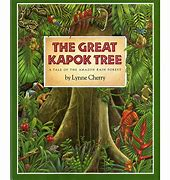 THE GREAT
KAPOK TREE
A TALE OF THE AMAZON RAIN FOREST
by Lynne Cherry